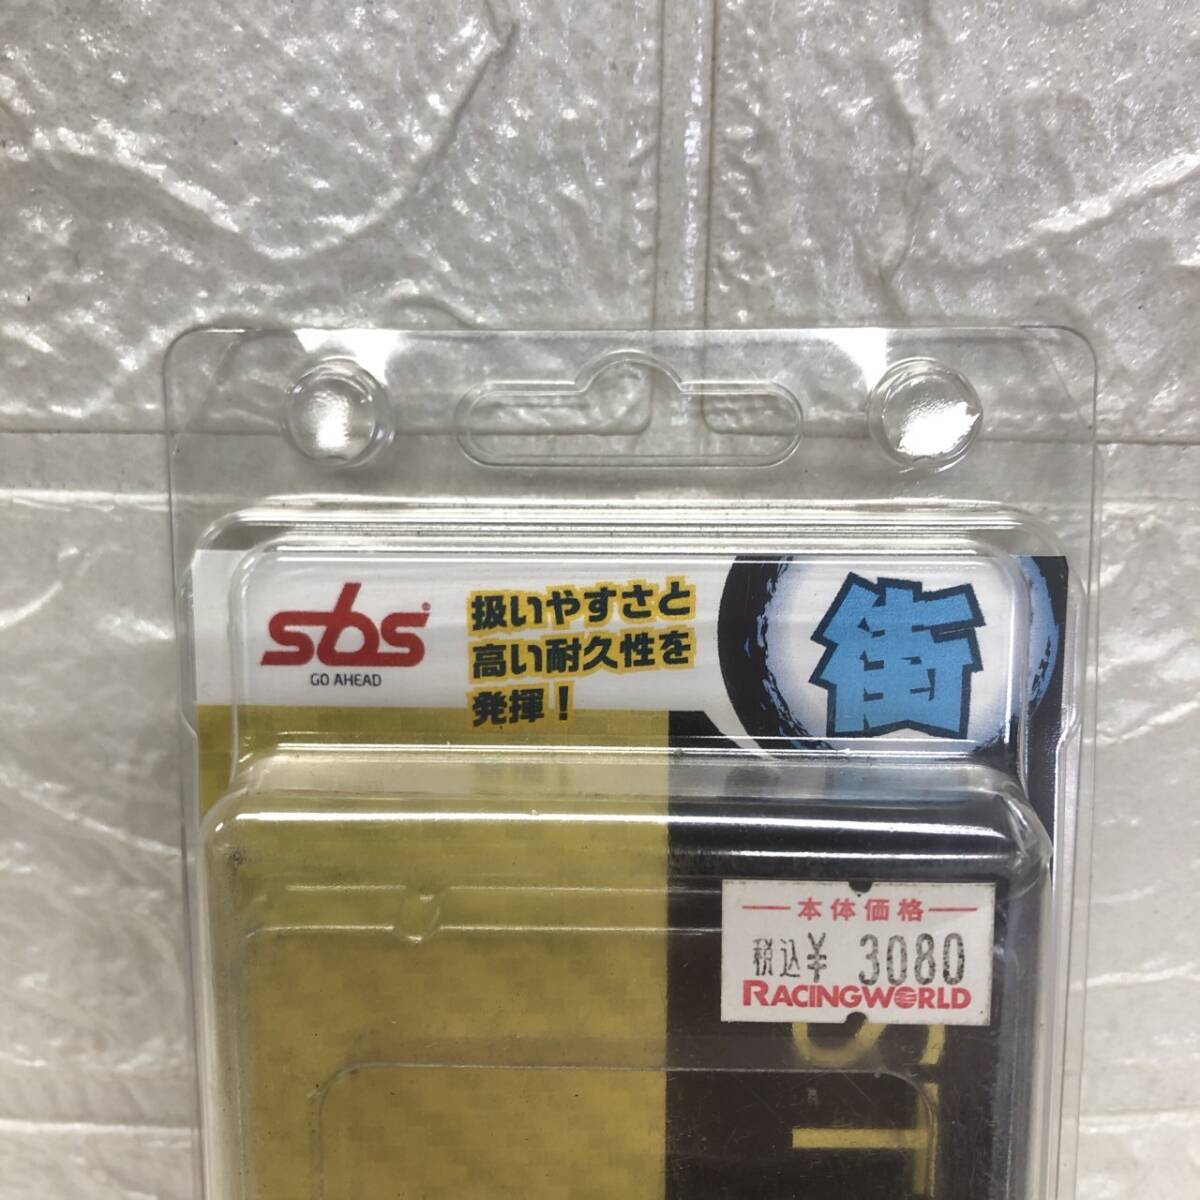 sbs®
GO AHEAD
扱いやすさと
高い耐久性を
発揮！
街
本体価格
税込¥ 3080
RACINGWORLD
ST